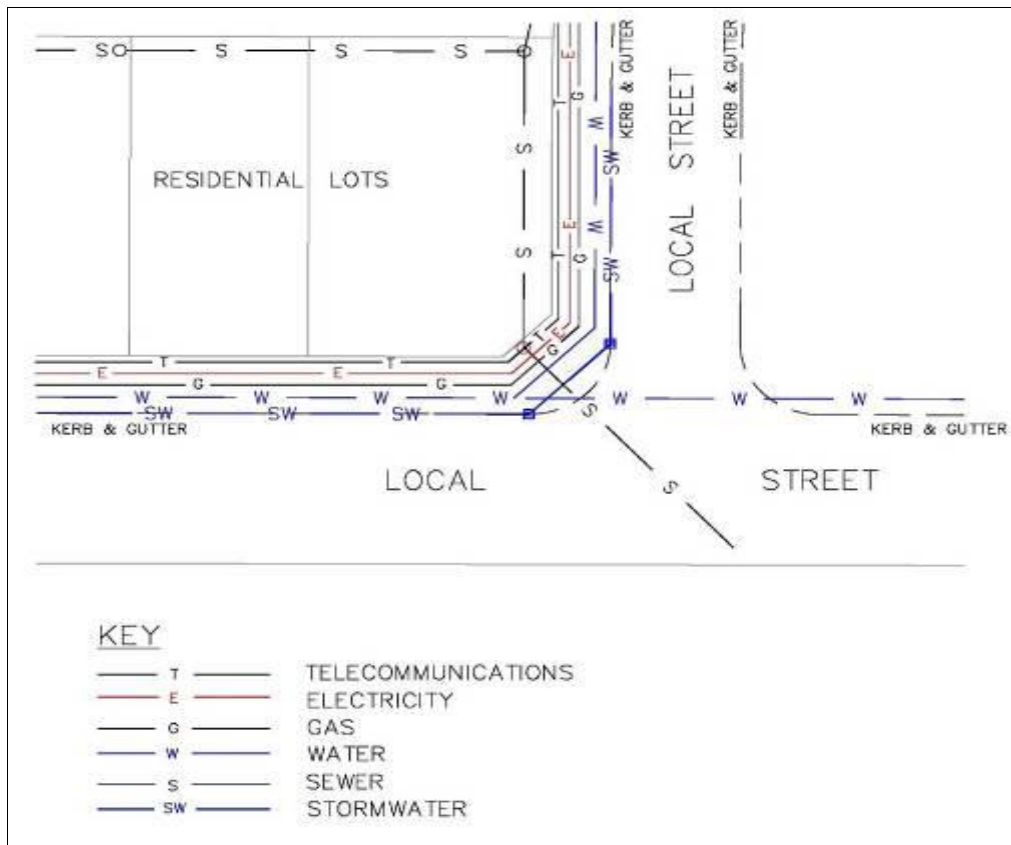 SO S S S
E
KERB & GUTTER
KERB & GUTTER
T G
W
LOCAL STREET
S
SW
RESIDENTIAL LOTS
E
W
S
T G
SW
T
E
G
T T
E E
G G
W W W W W W W
SW SW SW
S
KERB & GUTTER
KERB & GUTTER
LOCAL STREET
S
KEY
T TELECOMMUNICATIONS
E ELECTRICITY
G GAS
W WATER
S SEWER
SW STORMWATER